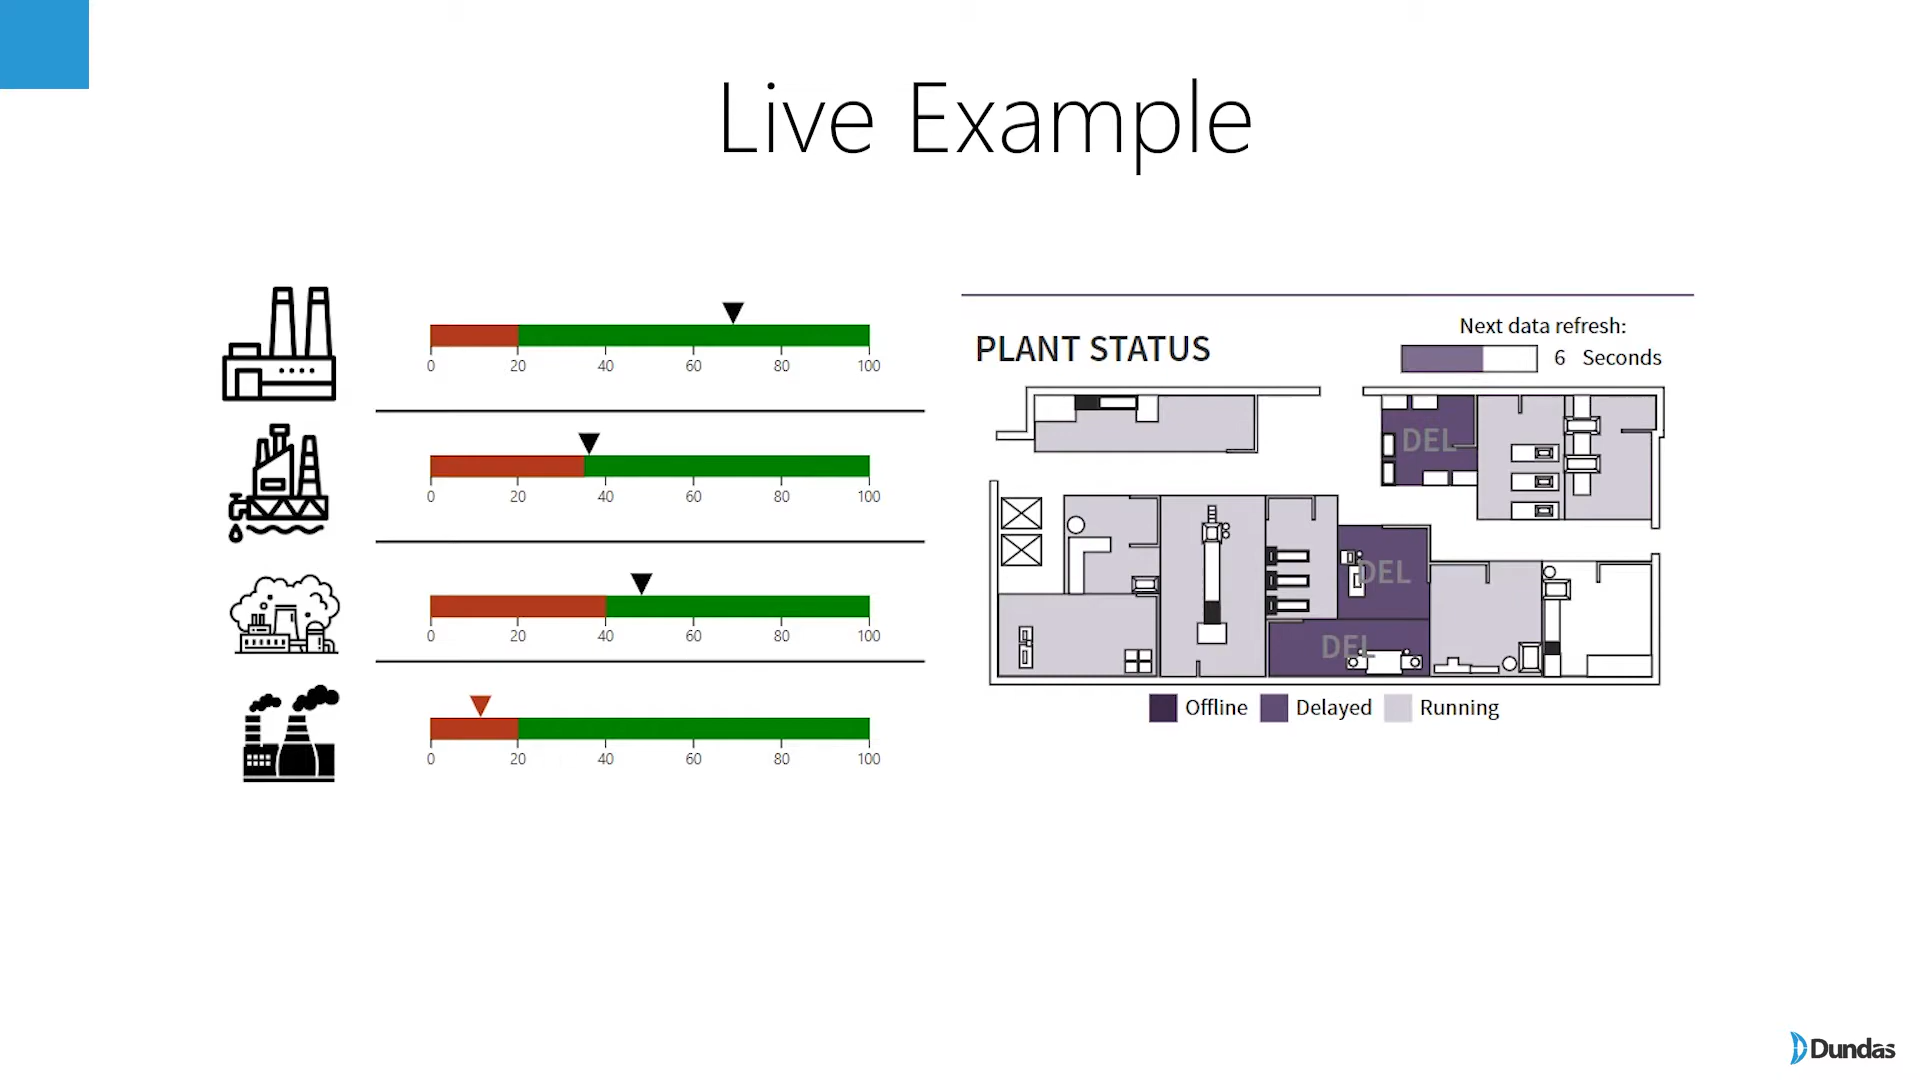 Live Example
0 20 40 60 80 100
0 20 40 60 80 100
0 20 40 60 80 100
0 20 40 60 80 100
PLANT STATUS
Next data refresh:
6 Seconds
DEL
DEL
DEL
Offline Delayed Running
Dundas